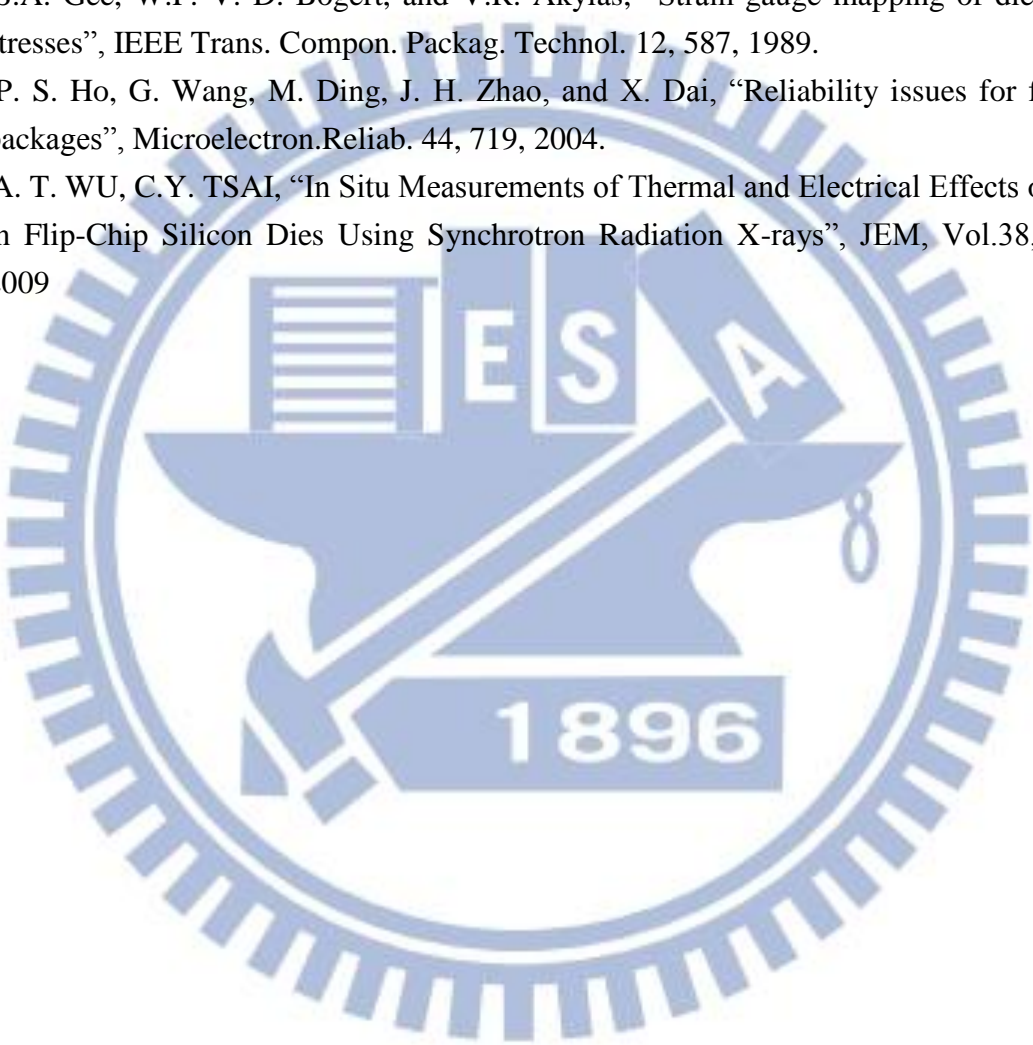 S.A. Gee, W.F. V. D. Bogert, and V.R. Akylas, “Strain-gauge mapping of die
tresses”, IEEE Trans. Compon. Packag. Technol. 12, 587, 1989.
P. S. Ho, G. Wang, M. Ding, J. H. Zhao, and X. Dai, “Reliability issues for f
packages”, Microelectron.Reliab. 44, 719, 2004.
A. T. WU, C.Y. TSAI, “In Situ Measurements of Thermal and Electrical Effects o
n Flip-Chip Silicon Dies Using Synchrotron Radiation X-rays”, JEM, Vol.38,
2009
E S A
8
1896